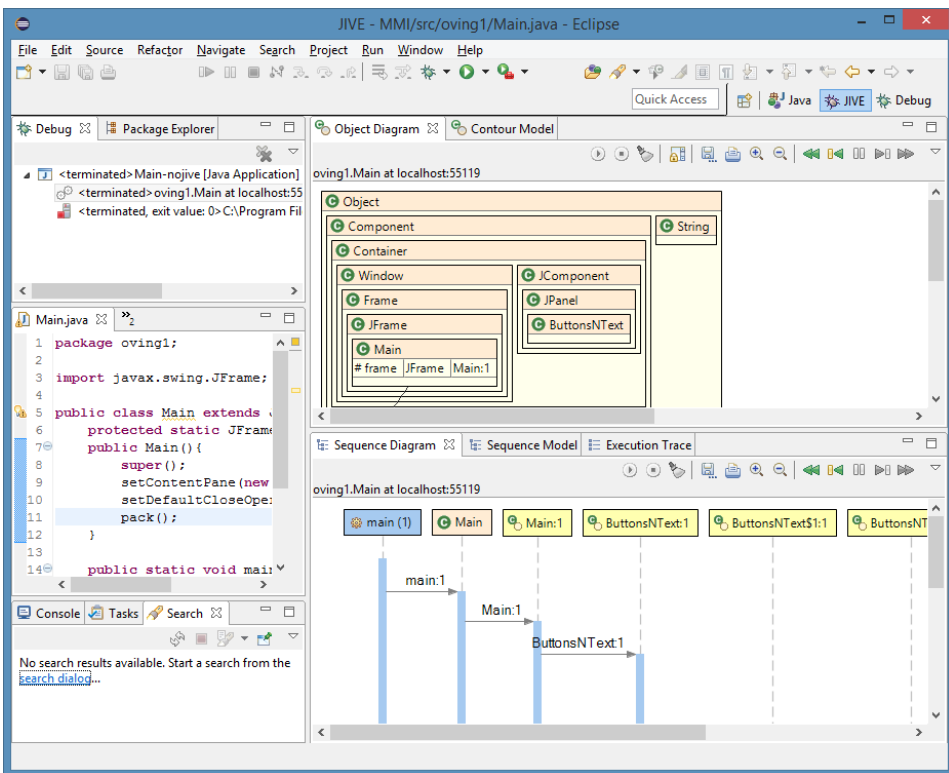 JIVE - MMI/src/oving1/Main.java - Eclipse
File Edit Source Refactor Navigate Search Project Run Window Help
Quick Access Java JIVE Debug
Debug Package Explorer
<terminated>Main-nojive [Java Application]
<terminated>oving1.Main at localhost:55
<terminated, exit value: 0>C:\Program Fil
Object Diagram Contour Model
oving1.Main at localhost:55119
Object
Component
String
Container
Window
JComponent
Frame
JPanel
JFrame
ButtonsNText
Main
# frame JFrame Main:1
Main.java »2
1 package oving1;
2
3 import javax.swing.JFrame;
4
5 public class Main extends
6 protected static JFrame
7 public Main(){
8 super();
9 setContentPane(new
10 setDefaultCloseOpe
11 pack();
12 }
13
14 public static void mai
Sequence Diagram Sequence Model Execution Trace
oving1.Main at localhost:55119
main (1) Main Main:1 ButtonsNText:1 ButtonsNText$1:1 ButtonsNT
main:1
Main:1
ButtonsNText:1
Console Tasks Search
No search results available. Start a search from the
search dialog...